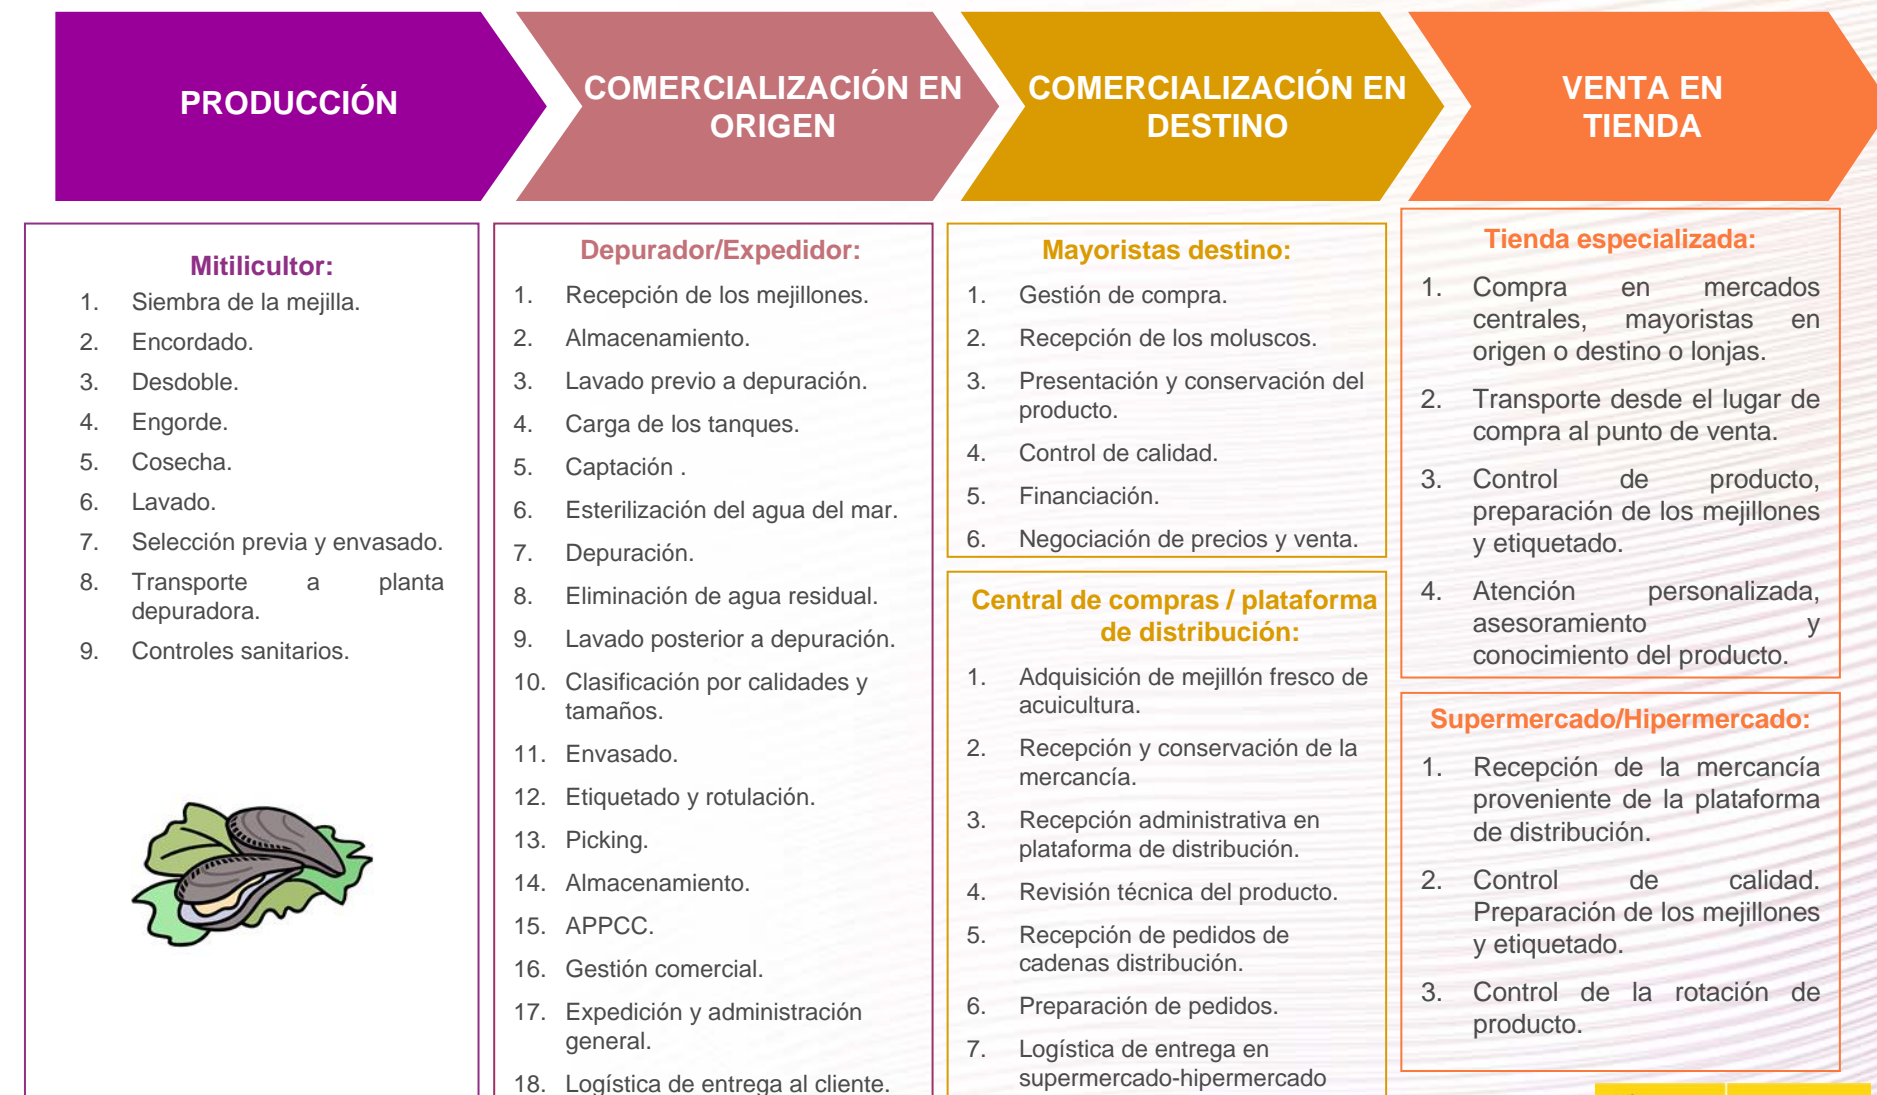 PRODUCCIÓN
COMERCIALIZACIÓN EN
ORIGEN
COMERCIALIZACIÓN EN
DESTINO
VENTA EN
TIENDA
Mitilicultor:
1. Siembra de la mejilla.
2. Encordado.
3. Desdoble.
4. Engorde.
5. Cosecha.
6. Lavado.
7. Selección previa y envasado.
8. Transporte a planta
depuradora.
9. Controles sanitarios.
Depurador/Expedidor:
1. Recepción de los mejillones.
2. Almacenamiento.
3. Lavado previo a depuración.
4. Carga de los tanques.
5. Captación .
6. Esterilización del agua del mar.
7. Depuración.
8. Eliminación de agua residual.
9. Lavado posterior a depuración.
10. Clasificación por calidades y
tamaños.
11. Envasado.
12. Etiquetado y rotulación.
13. Picking.
14. Almacenamiento.
15. APPCC.
16. Gestión comercial.
17. Expedición y administración
general.
18. Logística de entrega al cliente.
Mayoristas destino:
1. Gestión de compra.
2. Recepción de los moluscos.
3. Presentación y conservación del
producto.
4. Control de calidad.
5. Financiación.
6. Negociación de precios y venta.
Central de compras / plataforma
de distribución:
1. Adquisición de mejillón fresco de
acuicultura.
2. Recepción y conservación de la
mercancía.
3. Recepción administrativa en
plataforma de distribución.
4. Revisión técnica del producto.
5. Recepción de pedidos de
cadenas distribución.
6. Preparación de pedidos.
7. Logística de entrega en
supermercado-hipermercado
Tienda especializada:
1. Compra en mercados
centrales, mayoristas en
origen o destino o lonjas.
2. Transporte desde el lugar de
compra al punto de venta.
3. Control de producto,
preparación de los mejillones
y etiquetado.
4. Atención personalizada,
asesoramiento y
conocimiento del producto.
Supermercado/Hipermercado:
1. Recepción de la mercancía
proveniente de la plataforma
de distribución.
2. Control de calidad.
Preparación de los mejillones
y etiquetado.
3. Control de la rotación de
producto.